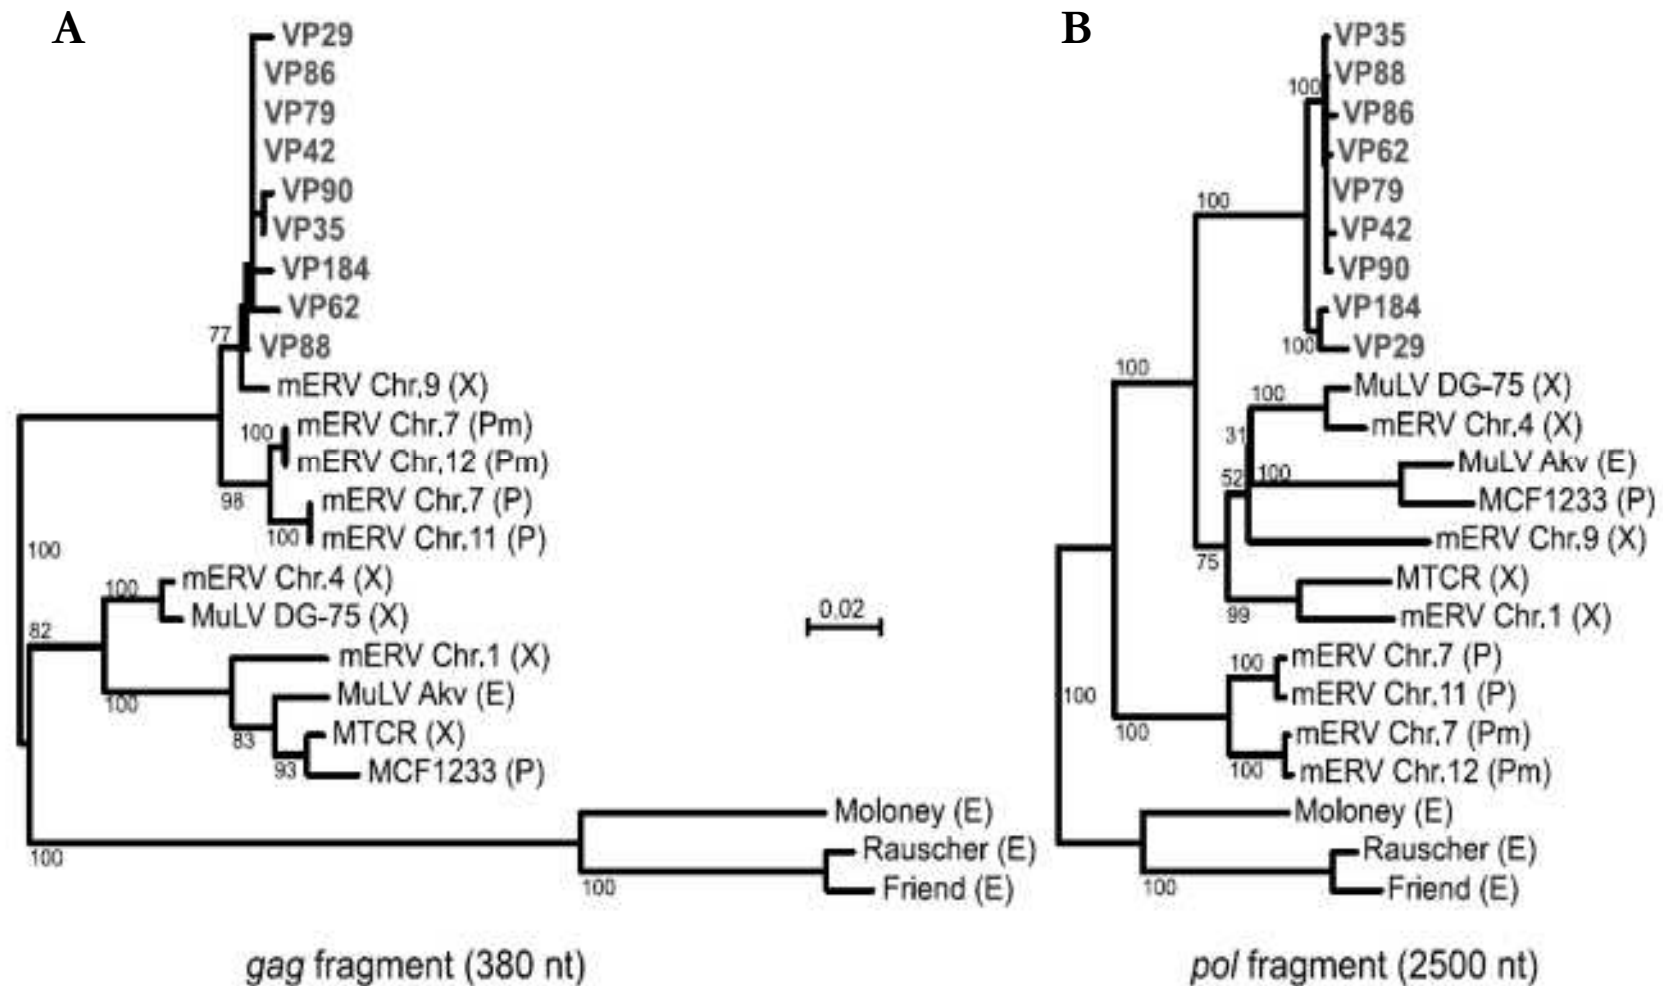 A
VP29
VP86
VP79
VP42
VP90
VP35
VP184
VP62
77
VP88
mERV Chr.9 (X)
mERV Chr.7 (Pm)
100
mERV Chr.12 (Pm)
98
mERV Chr.7 (P)
100
mERV Chr.11 (P)
100
mERV Chr.4 (X)
100
MuLV DG-75 (X)
82
mERV Chr.1 (X)
100
MuLV Akv (E)
83
MTCR (X)
93
MCF1233 (P)
Moloney (E)
100
Rauscher (E)
100
Friend (E)
gag fragment (380 nt)
0.02
B
VP35
VP88
100
VP86
VP62
VP79
100
VP42
VP90
VP184
100
VP29
100
MuLV DG-75 (X)
100
mERV Chr.4 (X)
31
MuLV Akv (E)
52
100
MCF1233 (P)
mERV Chr.9 (X)
75
MTCR (X)
99
mERV Chr.1 (X)
mERV Chr.7 (P)
100
mERV Chr.11 (P)
100
100
mERV Chr.7 (Pm)
100
mERV Chr.12 (Pm)
Moloney (E)
Rauscher (E)
100
Friend (E)
pol fragment (2500 nt)